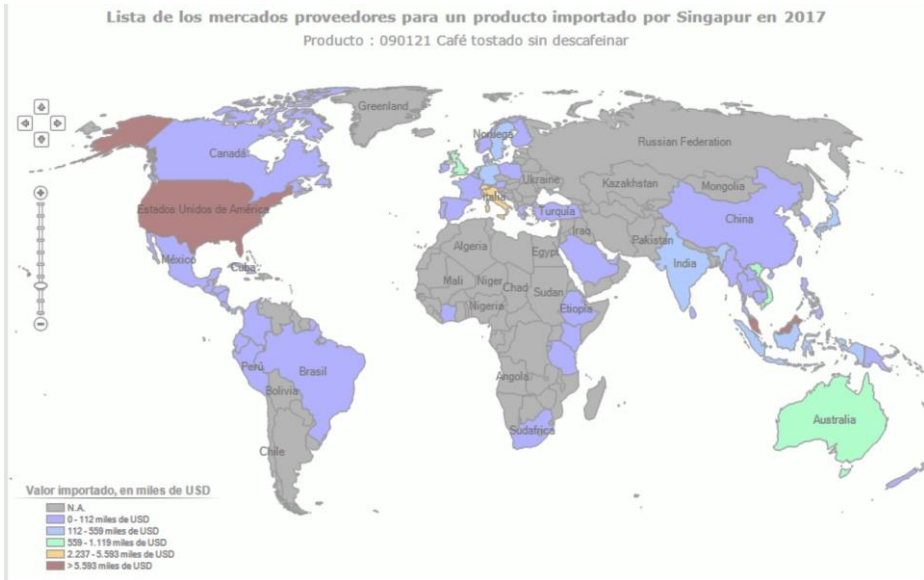 Lista de los mercados proveedores para un producto importado por Singapur en 2017
Producto : 090121 Café tostado sin descafeinar
Greenland
Noruega
Russian Federation
Canadá
Ukraine
Kazakhstan
Mongolia
Italia
Estados Unidos de América
Turquía
China
Iraq
Pakistan
Algeria
Egypt
México
Cuba
India
Mali
Niger
Chad
Sudan
Nigeria
Etiopía
Perú
Brasil
Angola
Bolivia
Australia
Sudáfrica
Chile
Valor importado, en miles de USD
N.A.
0 - 112 miles de USD
112 - 559 miles de USD
559 - 1.119 miles de USD
2.237 - 5.593 miles de USD
> 5.593 miles de USD